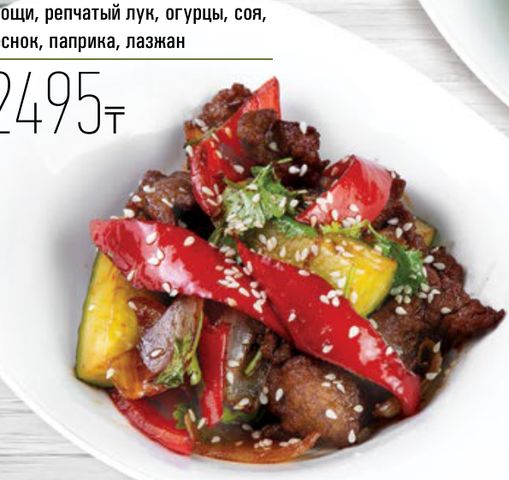 ощи, репчатый лук, огурцы, соя,
снок, паприка, лазжан
2495₸